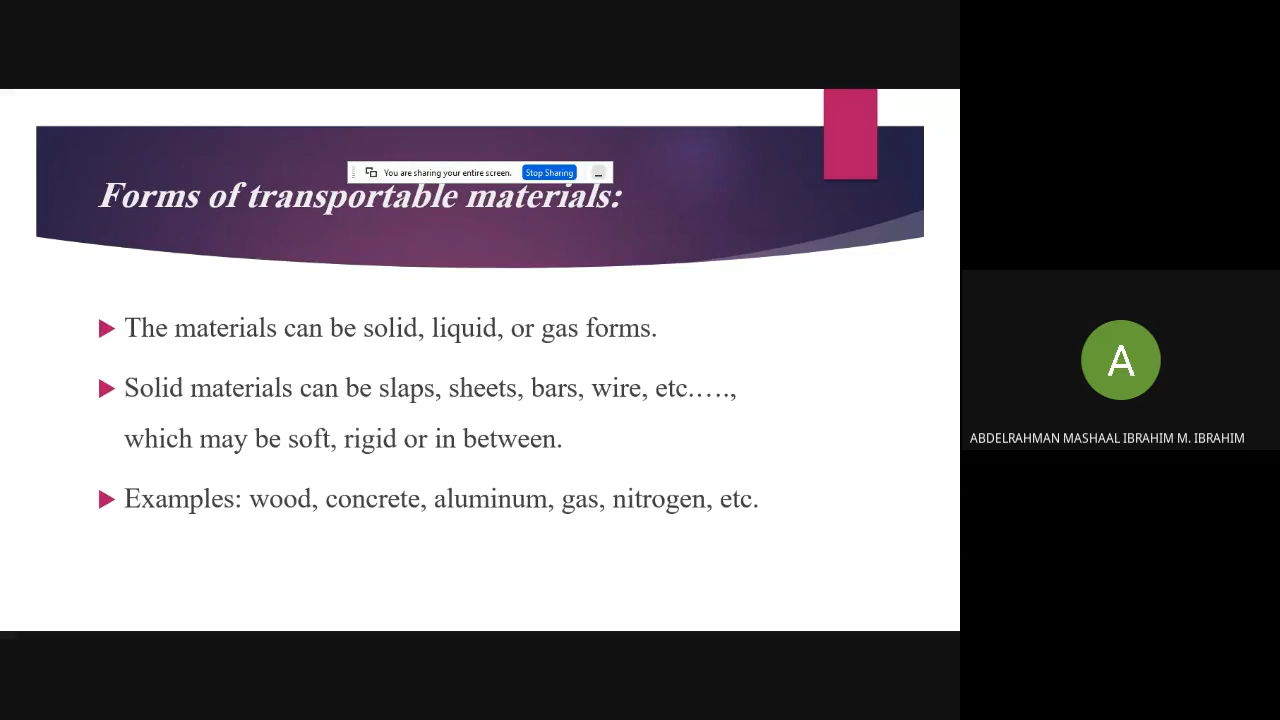 You are sharing your entire screen. Stop Sharing
Forms of transportable materials:
The materials can be solid, liquid, or gas forms.
Solid materials can be slaps, sheets, bars, wire, etc.….,
which may be soft, rigid or in between.
Examples: wood, concrete, aluminum, gas, nitrogen, etc.
A
ABDELRAHMAN MASHAAL IBRAHIM M. IBRAHIM